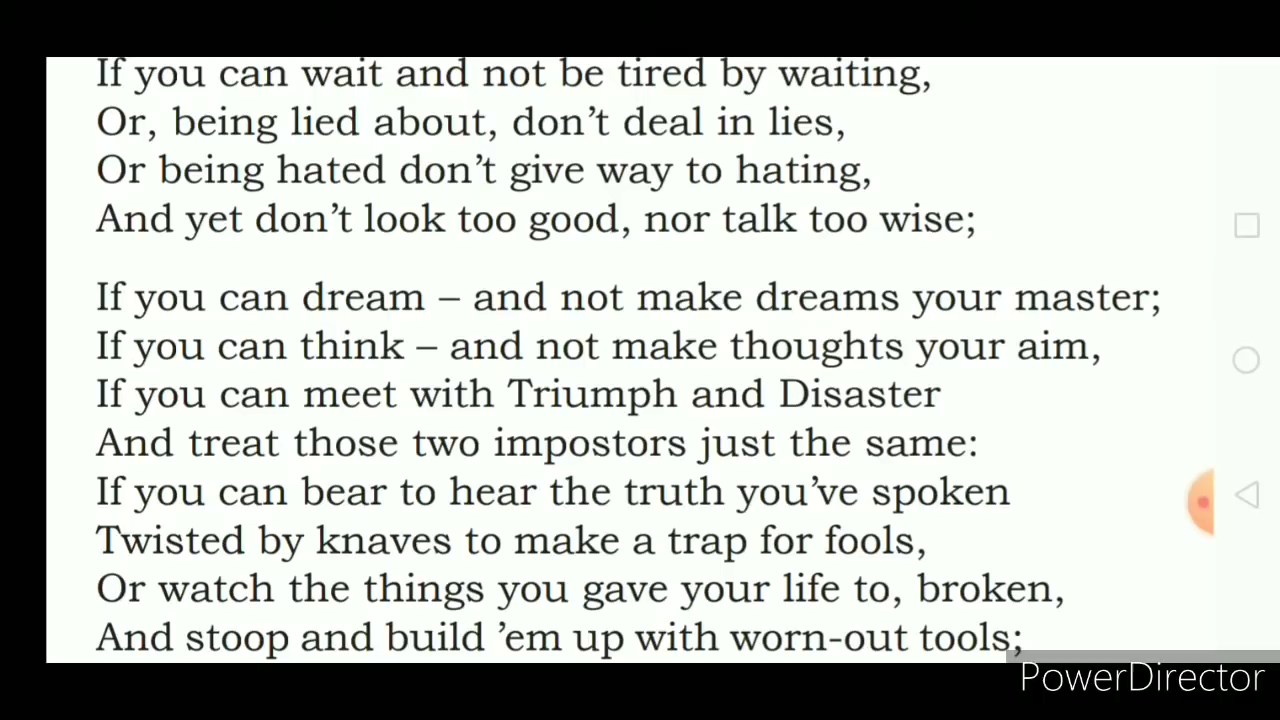 If you can wait and not be tired by waiting,
Or, being lied about, don’t deal in lies,
Or being hated don’t give way to hating,
And yet don’t look too good, nor talk too wise;
If you can dream – and not make dreams your master;
If you can think – and not make thoughts your aim,
If you can meet with Triumph and Disaster
And treat those two impostors just the same:
If you can bear to hear the truth you’ve spoken
Twisted by knaves to make a trap for fools,
Or watch the things you gave your life to, broken,
And stoop and build ’em up with worn-out tools;
PowerDirector